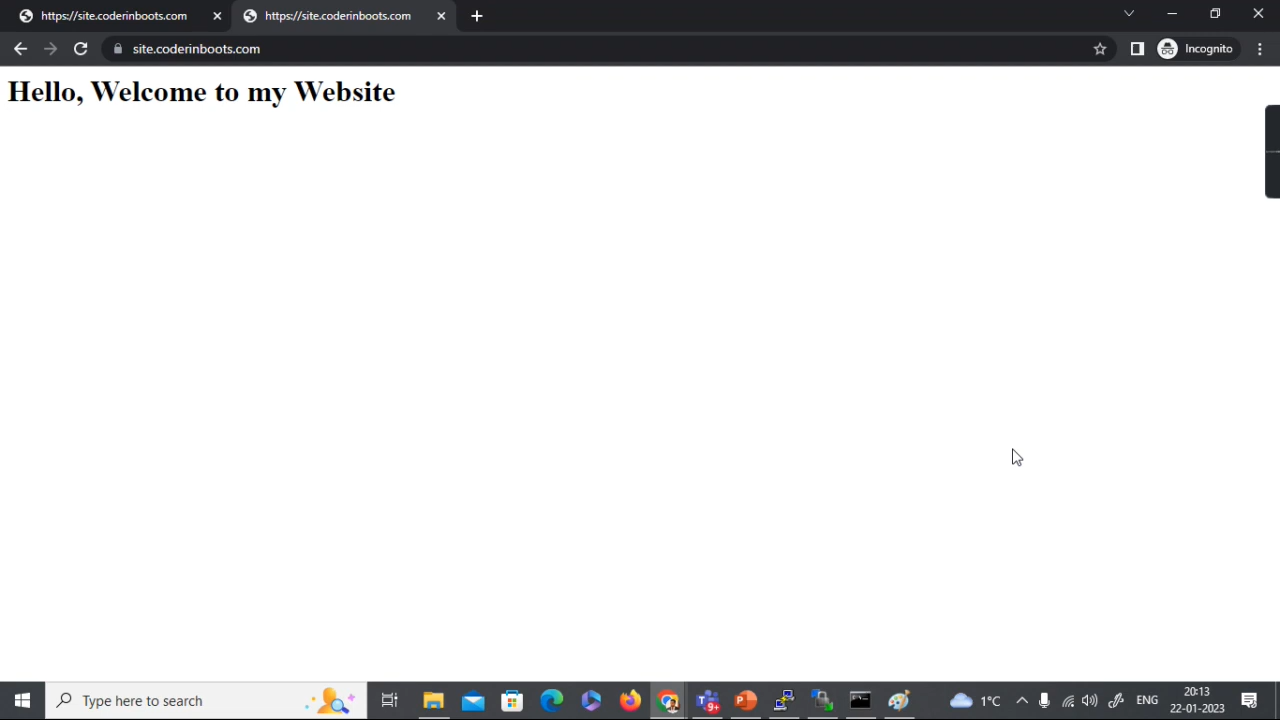 https://site.coderinboots.com
https://site.coderinboots.com
site.coderinboots.com
Incognito
Hello, Welcome to my Website
Type here to search
9+
1°C
ENG
20:13
22-01-2023